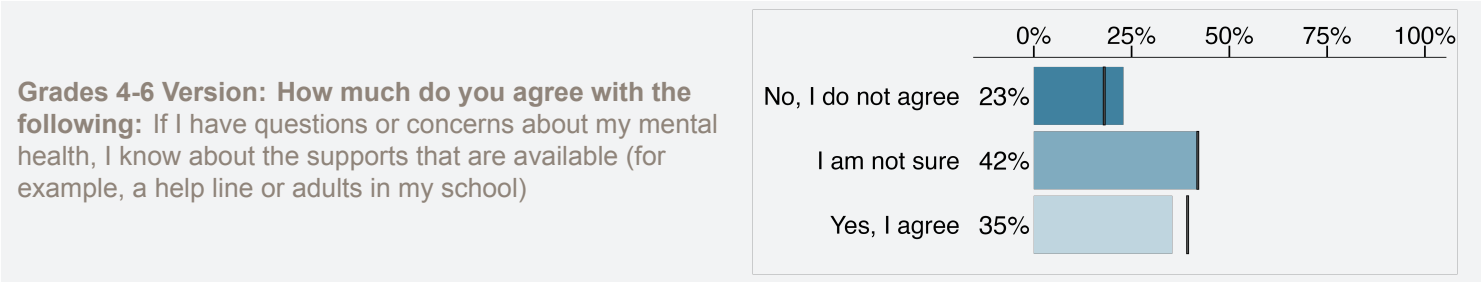 Grades 4-6 Version: How much do you agree with the
following: If I have questions or concerns about my mental
health, I know about the supports that are available (for
example, a help line or adults in my school)
0% 25% 50% 75% 100%
No, I do not agree 23%
I am not sure 42%
Yes, I agree 35%